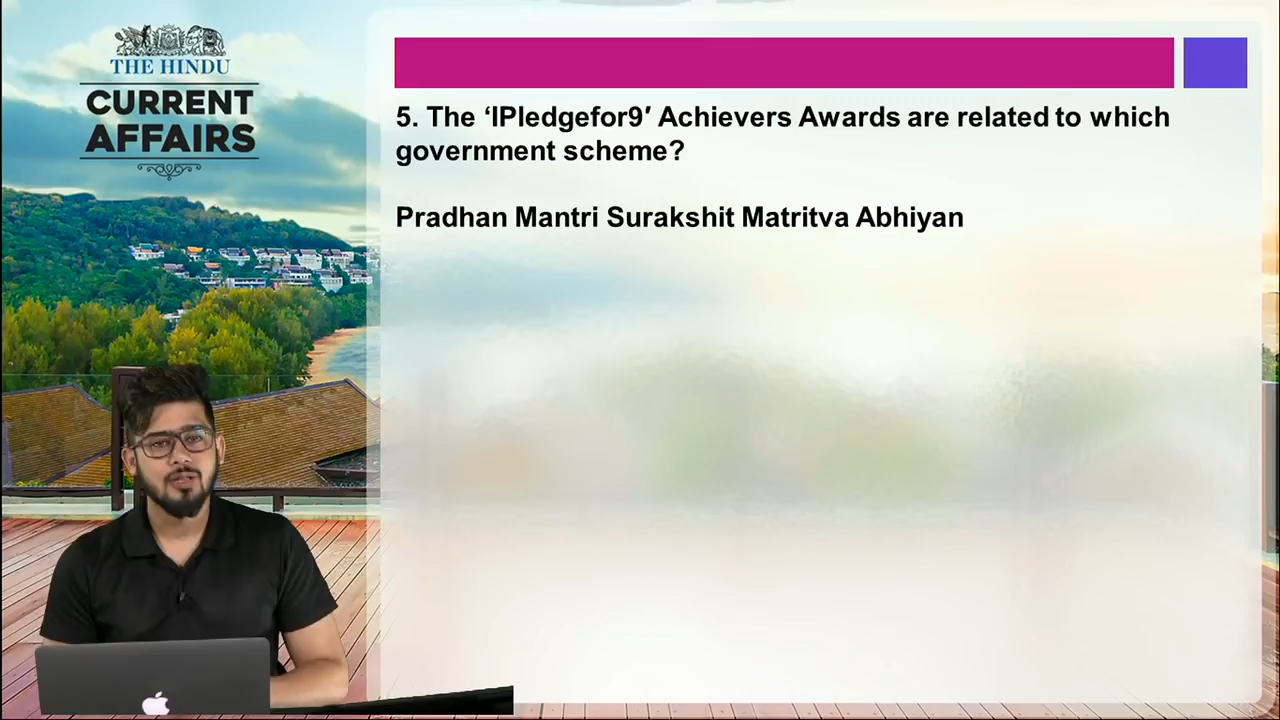 THE HINDU
CURRENT
AFFAIRS
5. The ‘IPledgefor9′ Achievers Awards are related to which
government scheme?
Pradhan Mantri Surakshit Matritva Abhiyan